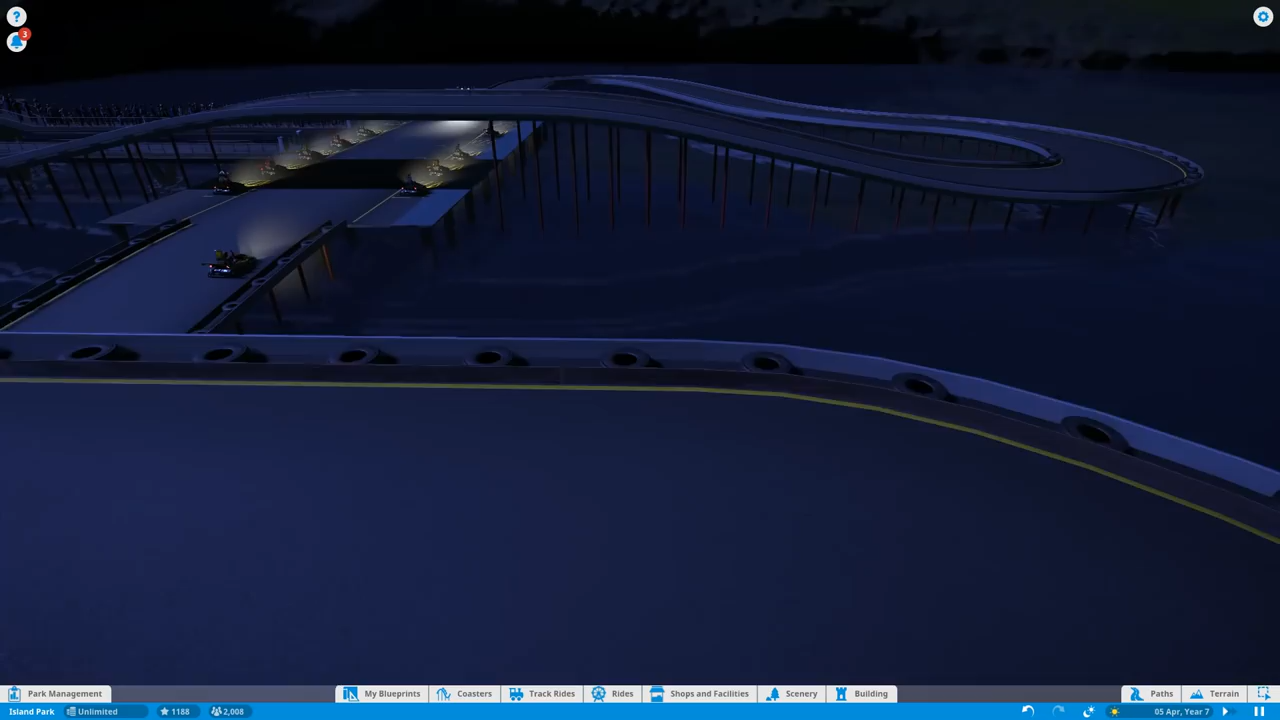 ?
3
Park Management
My Blueprints
Coasters
Track Rides
Rides
Shops and Facilities
Scenery
Building
Paths
Terrain
Island Park
Unlimited
1188
2,008
05 Apr, Year 7